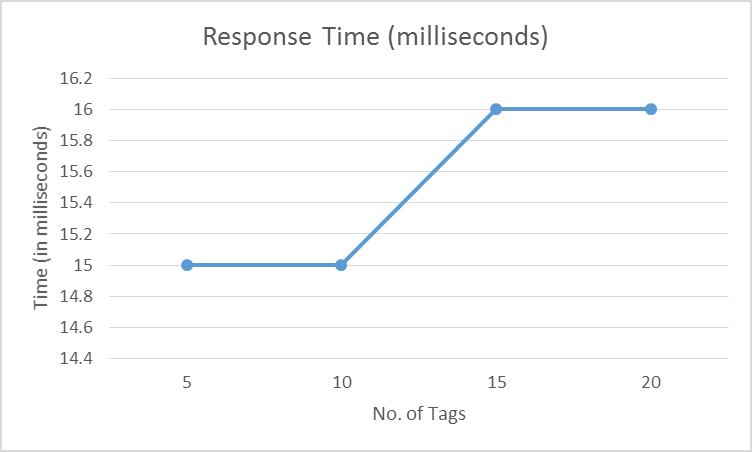 Response Time (milliseconds)
Time (in milliseconds)
16.2
16
15.8
15.6
15.4
15.2
15
14.8
14.6
14.4
5 10 15 20
No. of Tags